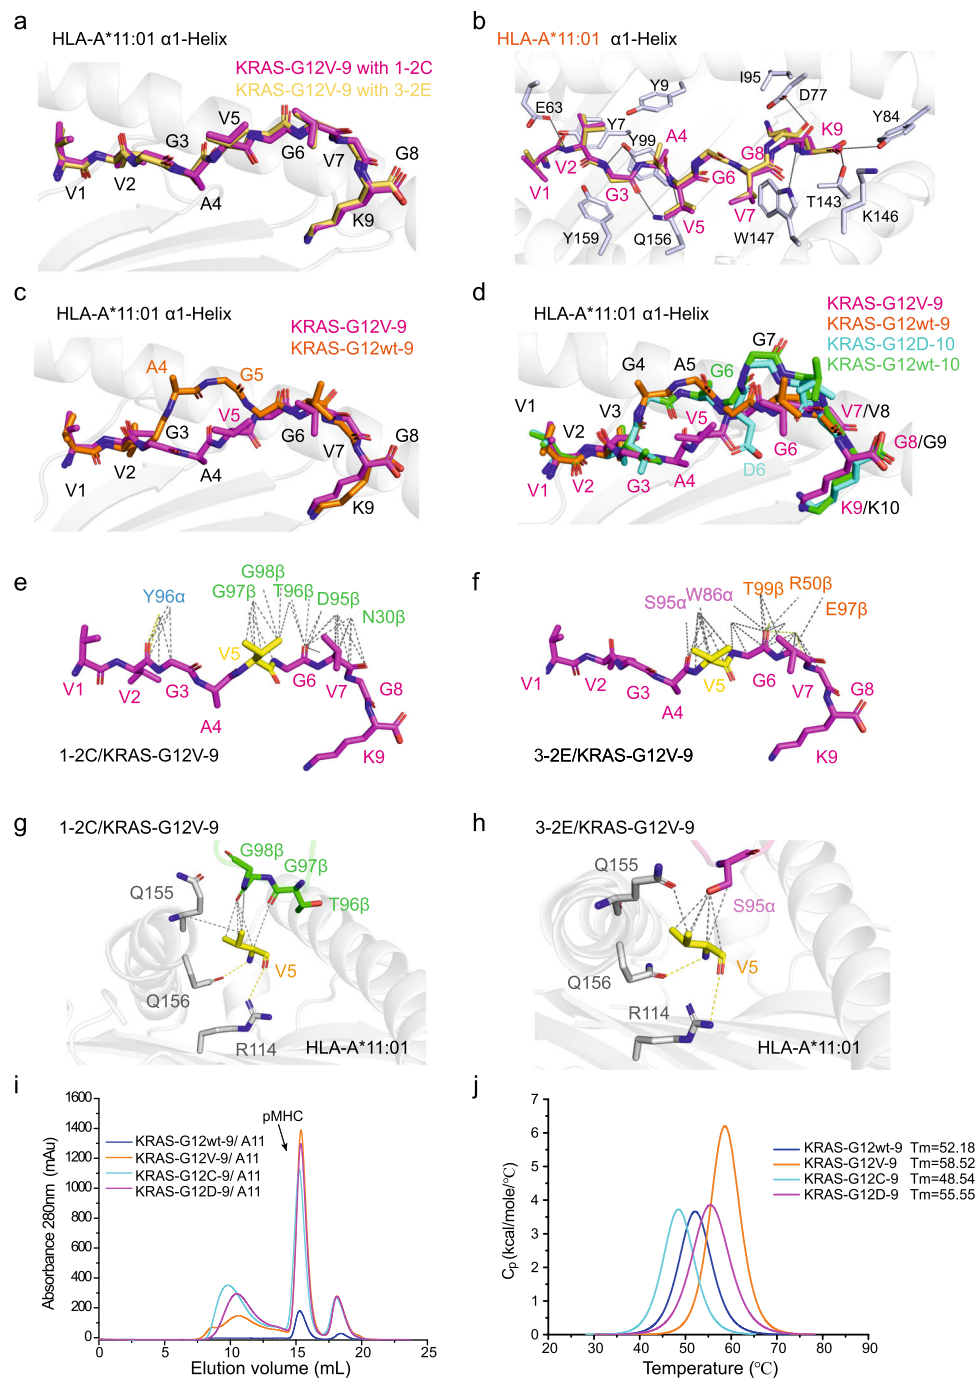 a
HLA-A*11:01 α1-Helix
KRAS-G12V-9 with 1-2C
KRAS-G12V-9 with 3-2E
V1
V2
G3
A4
V5
G6
V7
G8
K9
b
HLA-A*11:01 α1-Helix
E63
Y9
Y7
Y99
I95
D77
Y84
A4
K9
G8
V2
V1
G3
G6
V5
V7
Y159
Q156
W147
T143
K146
c
HLA-A*11:01 α1-Helix
KRAS-G12V-9
KRAS-G12wt-9
A4
G5
G3
V5
V1
V2
A4
G6
V7
G8
K9
d
HLA-A*11:01 α1-Helix
KRAS-G12V-9
KRAS-G12wt-9
KRAS-G12D-10
KRAS-G12wt-10
G7
G4
A5
G6
V1
V3
V5
V2
V7/V8
G6
D6
G8/G9
V1
V2
G3
A4
K9/K10
e
G98β
G97β
T96β
Y96α
D95β
N30β
V5
V1
V2
G3
A4
G6
V7
G8
K9
1-2C/KRAS-G12V-9
f
S95α
W86α
T99β
R50β
E97β
V1
V2
G3
A4
V5
G6
V7
G8
K9
3-2E/KRAS-G12V-9
g
1-2C/KRAS-G12V-9
G98β
G97β
T96β
Q155
V5
Q156
R114
HLA-A*11:01
h
3-2E/KRAS-G12V-9
Q155
S95α
V5
Q156
R114
HLA-A*11:01
i
1600
1400
1200
1000
800
600
400
200
0
Absorbance 280nm (mAu)
pMHC
KRAS-G12wt-9/ A11
KRAS-G12V-9/ A11
KRAS-G12C-9/ A11
KRAS-G12D-9/ A11
0 5 10 15 20 25
Elution volume (mL)
j
7
6
5
4
3
2
1
0
Cp (kcal/mole/℃)
KRAS-G12wt-9 Tm=52.18
KRAS-G12V-9 Tm=58.52
KRAS-G12C-9 Tm=48.54
KRAS-G12D-9 Tm=55.55
20 30 40 50 60 70 80 90
Temperature (℃)